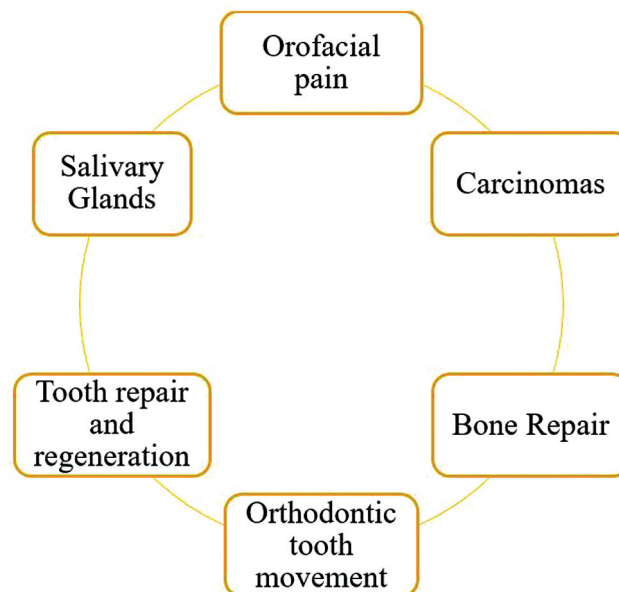 Orofacial
pain
Salivary
Glands
Carcinomas
Tooth repair
and
regeneration
Bone Repair
Orthodontic
tooth
movement